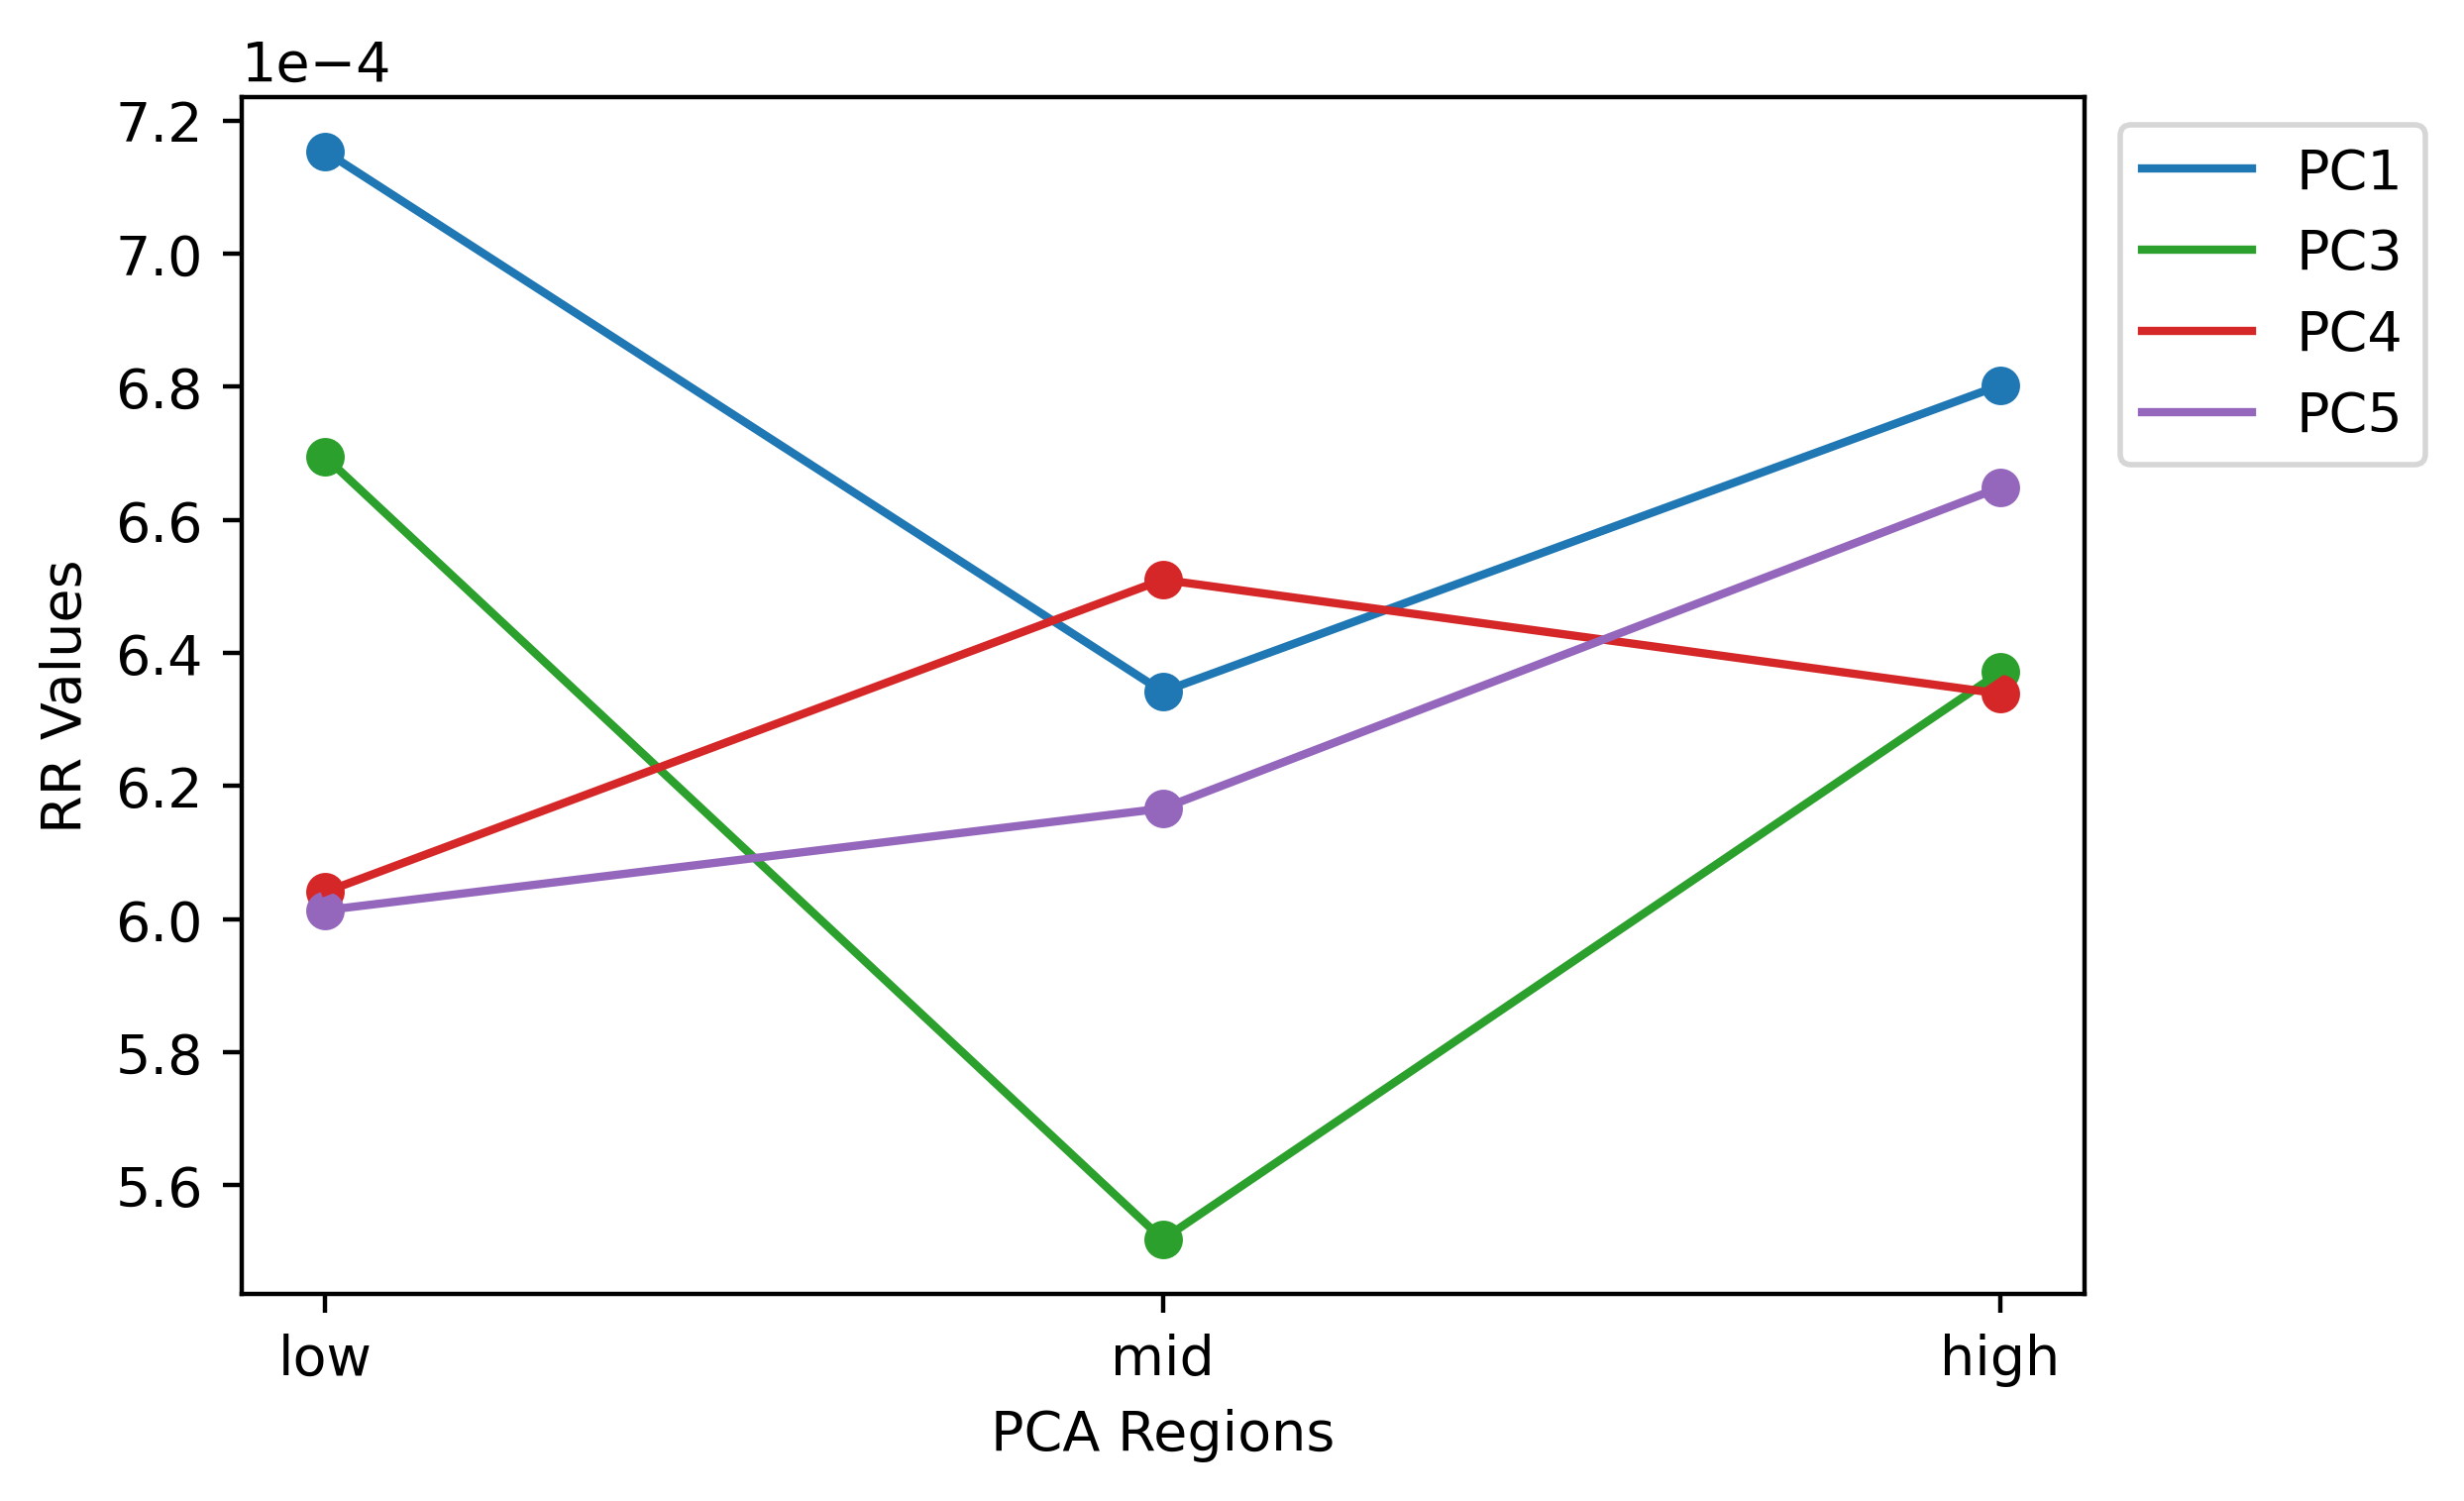 1e−4
7.2
7.0
6.8
6.6
6.4
6.2
6.0
5.8
5.6
RR Values
low mid high
PCA Regions
PC1
PC3
PC4
PC5